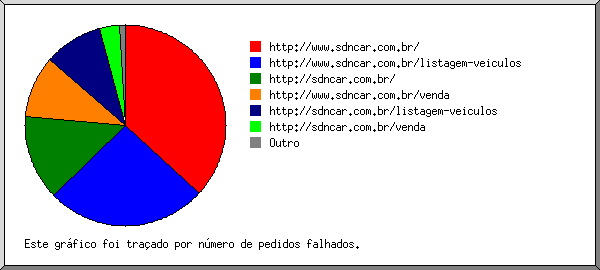 http://www.sdncar.com.br/
http://www.sdncar.com.br/listagem-veiculos
http://sdncar.com.br/
http://www.sdncar.com.br/venda
http://sdncar.com.br/listagem-veiculos
http://sdncar.com.br/venda
Outro
Este gráfico foi traçado por número de pedidos falhados.